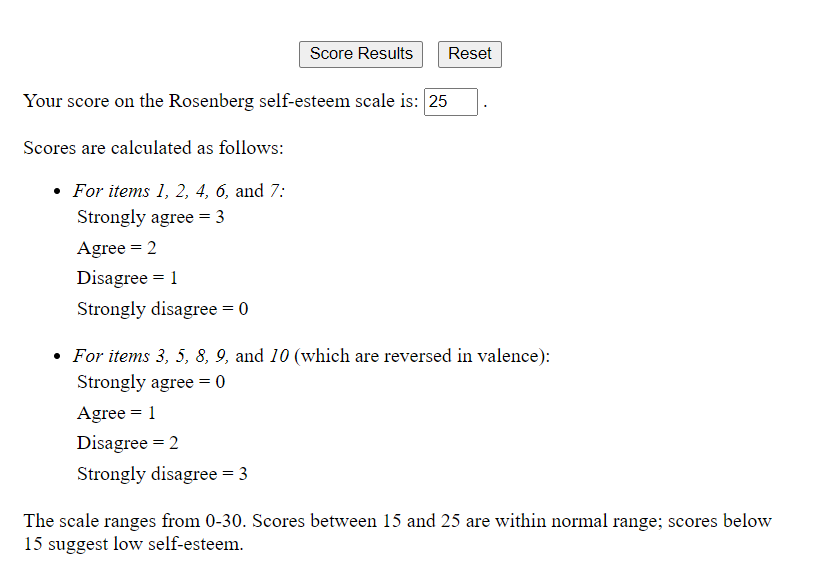 Score Results Reset
Your score on the Rosenberg self-esteem scale is: 25 .
Scores are calculated as follows:
• For items 1, 2, 4, 6, and 7:
Strongly agree = 3
Agree = 2
Disagree = 1
Strongly disagree = 0
• For items 3, 5, 8, 9, and 10 (which are reversed in valence):
Strongly agree = 0
Agree = 1
Disagree = 2
Strongly disagree = 3
The scale ranges from 0-30. Scores between 15 and 25 are within normal range; scores below
15 suggest low self-esteem.